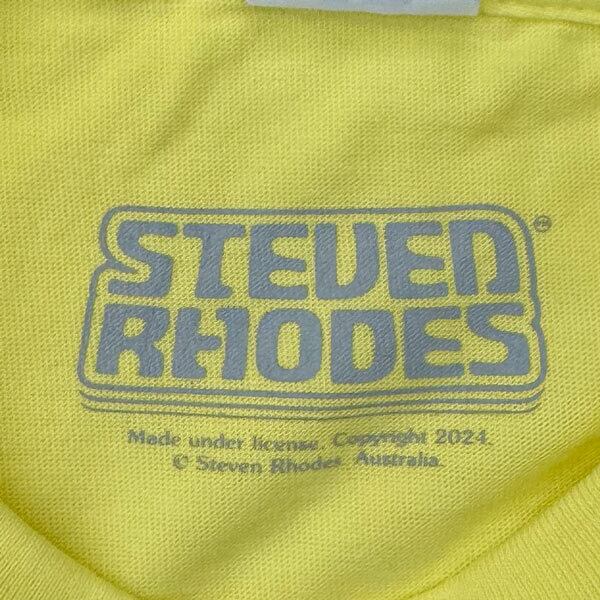 STEVEN
RHODES
Made under license. Copyright 2024.
© Steven Rhodes Australia.